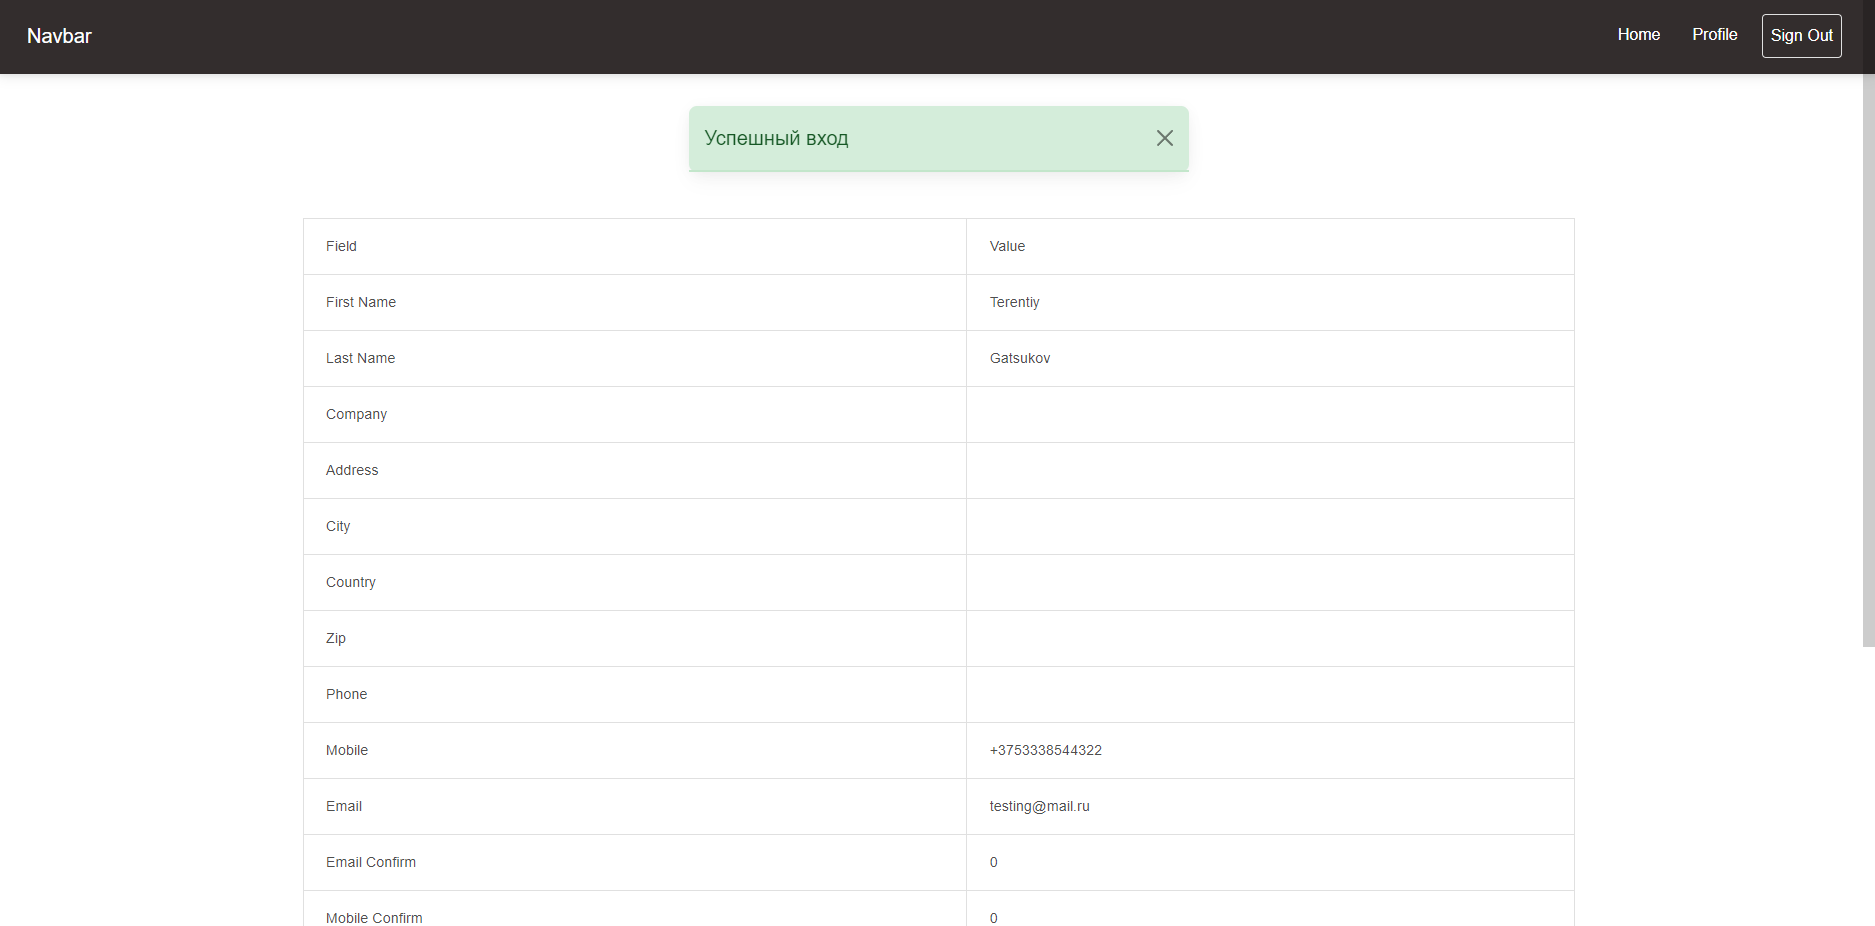 Navbar Home Profile Sign Out
Успешный вход
Field Value
First Name Terentiy
Last Name Gatsukov
Company
Address
City
Country
Zip
Phone
Mobile +3753338544322
Email testing@mail.ru
Email Confirm 0
Mobile Confirm 0